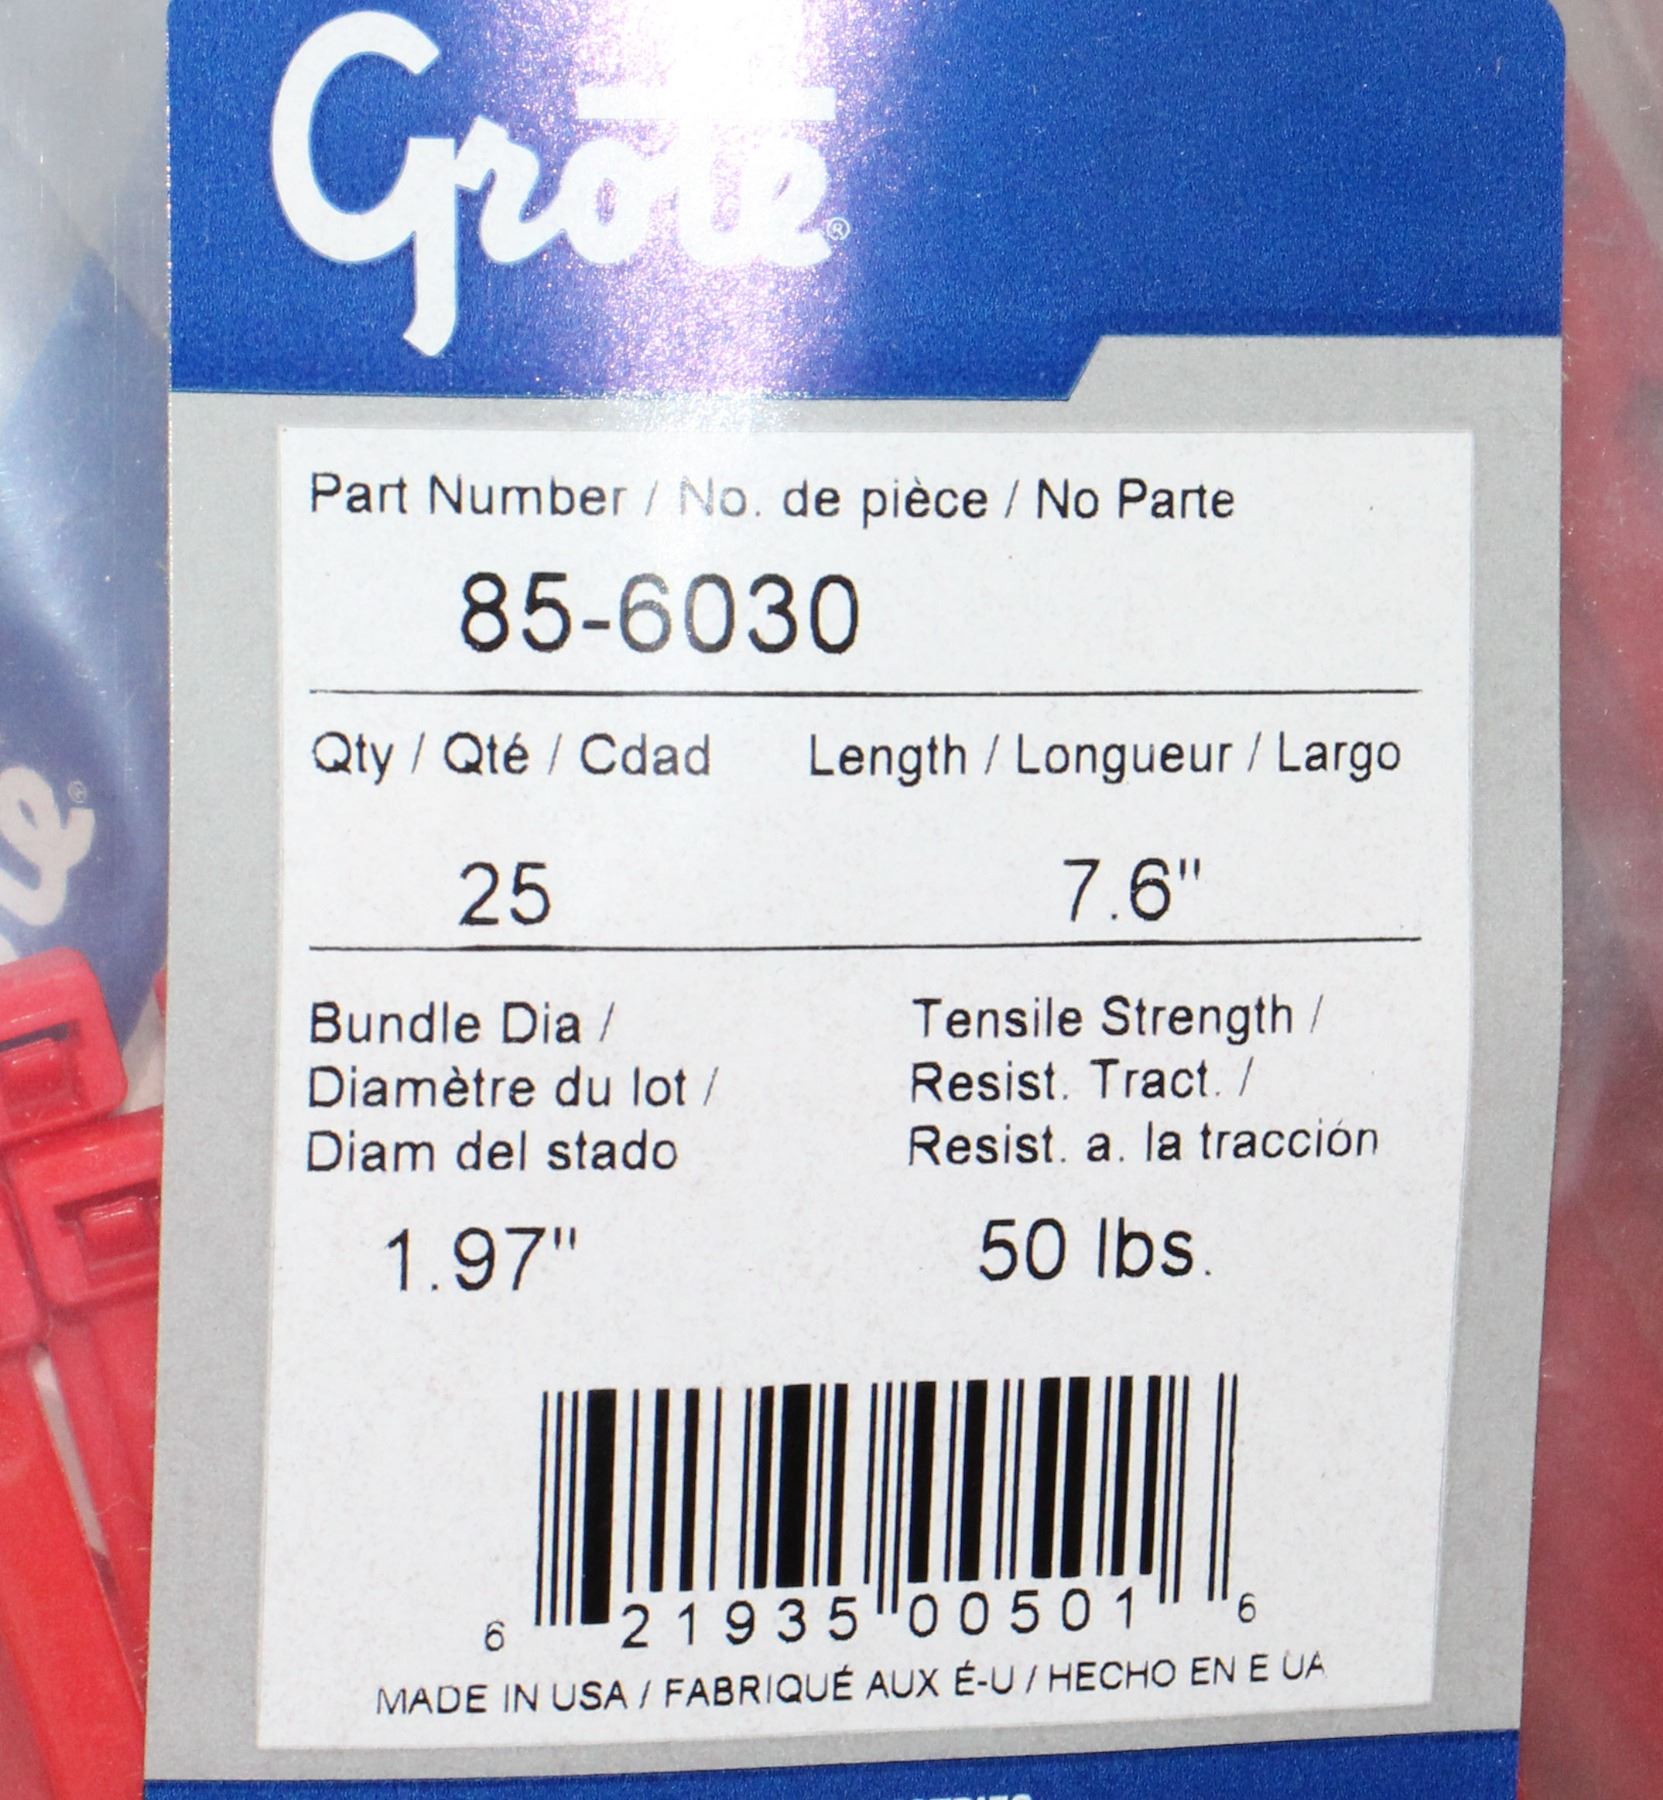 Grote®
Part Number / No. de pièce / No Parte
85-6030
Qty / Qté / Cdad Length / Longueur / Largo
25 7.6"
Bundle Dia /
Diamètre du lot /
Diam del stado
1.97"
Tensile Strength /
Resist. Tract. /
Resist. a. la tracción
50 lbs.
6 21935 00501 6
MADE IN USA / FABRIQUÉ AUX É-U / HECHO EN E UA